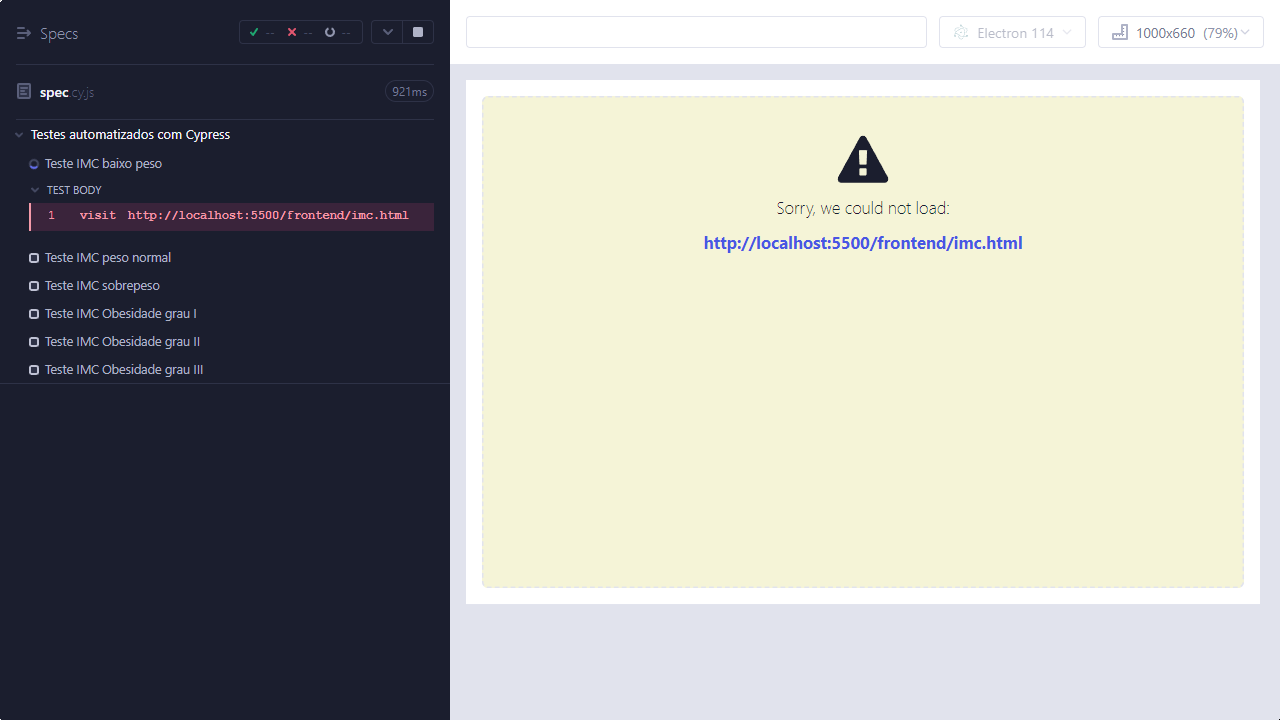 Specs
--
--
--
spec.cy.js
921ms
Testes automatizados com Cypress
Teste IMC baixo peso
TEST BODY
1 visit http://localhost:5500/frontend/imc.html
Teste IMC peso normal
Teste IMC sobrepeso
Teste IMC Obesidade grau I
Teste IMC Obesidade grau II
Teste IMC Obesidade grau III
Electron 114
1000x660 (79%)
Sorry, we could not load:
http://localhost:5500/frontend/imc.html